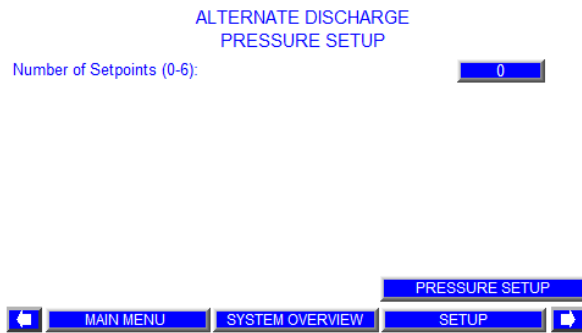 ALTERNATE DISCHARGE
PRESSURE SETUP
Number of Setpoints (0-6): 0
PRESSURE SETUP
MAIN MENU SYSTEM OVERVIEW SETUP